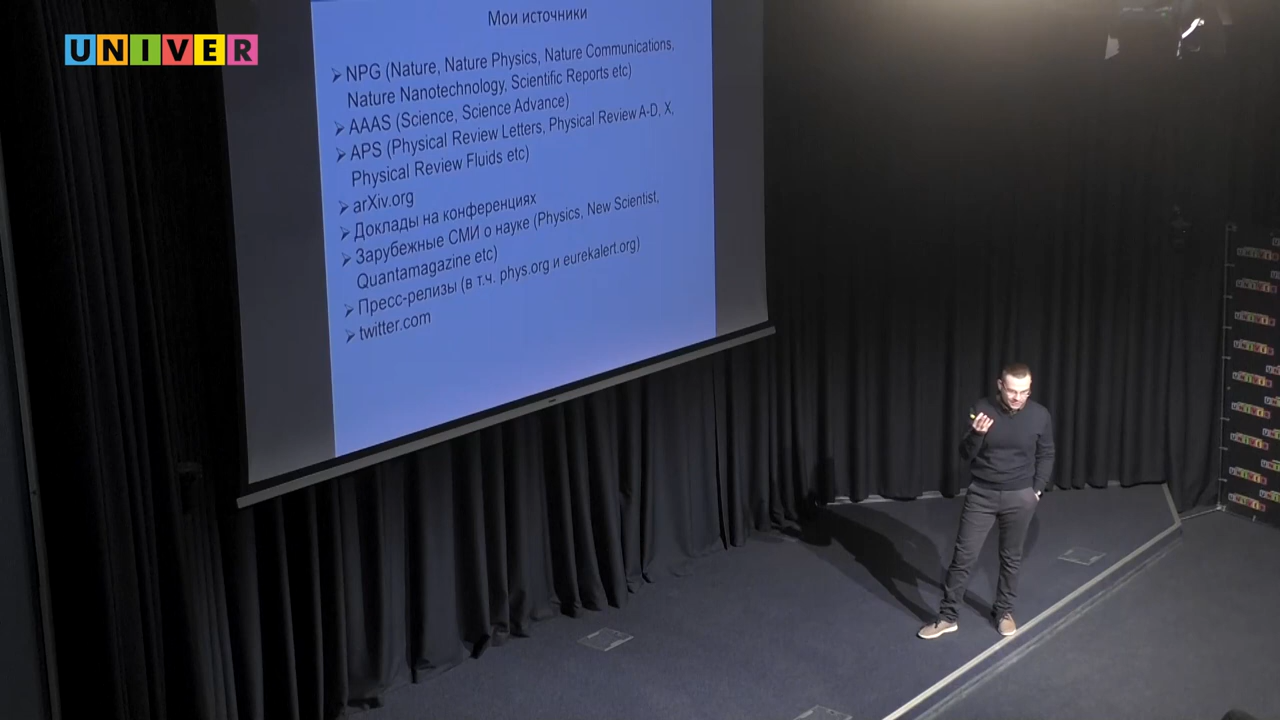 UNIVER
Мои источники
➢ NPG (Nature, Nature Physics, Nature Communications,
Nature Nanotechnology, Scientific Reports etc)
➢ AAAS (Science, Science Advance)
➢ APS (Physical Review Letters, Physical Review A-D, X,
Physical Review Fluids etc)
➢ arXiv.org
➢ Доклады на конференциях
➢ Зарубежные СМИ о науке (Physics, New Scientist,
Quantamagazine etc)
➢ Пресс-релизы (в т.ч. phys.org и eurekalert.org)
➢ twitter.com